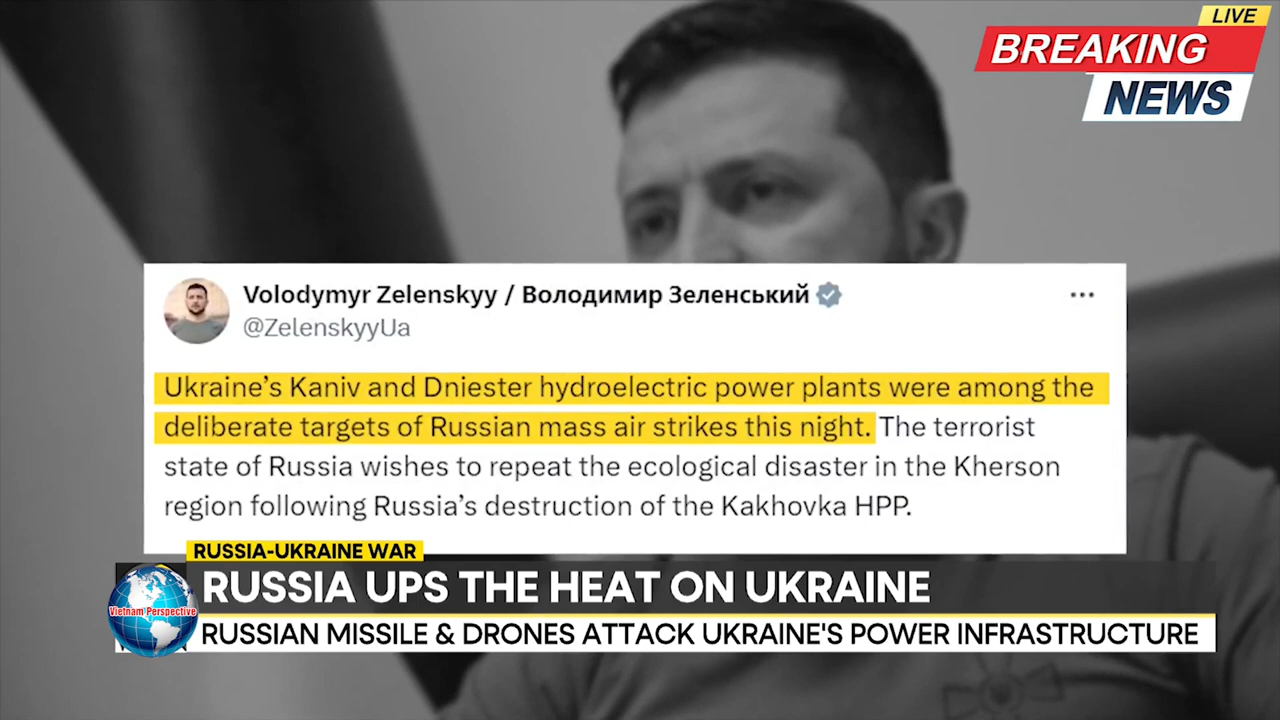 LIVE
BREAKING
NEWS
Volodymyr Zelenskyy / Володимир Зеленський
@ZelenskyyUa
Ukraine’s Kaniv and Dniester hydroelectric power plants were among the
deliberate targets of Russian mass air strikes this night. The terrorist
state of Russia wishes to repeat the ecological disaster in the Kherson
region following Russia’s destruction of the Kakhovka HPP.
RUSSIA-UKRAINE WAR
RUSSIA UPS THE HEAT ON UKRAINE
Vietnam Perspective
RUSSIAN MISSILE & DRONES ATTACK UKRAINE'S POWER INFRASTRUCTURE